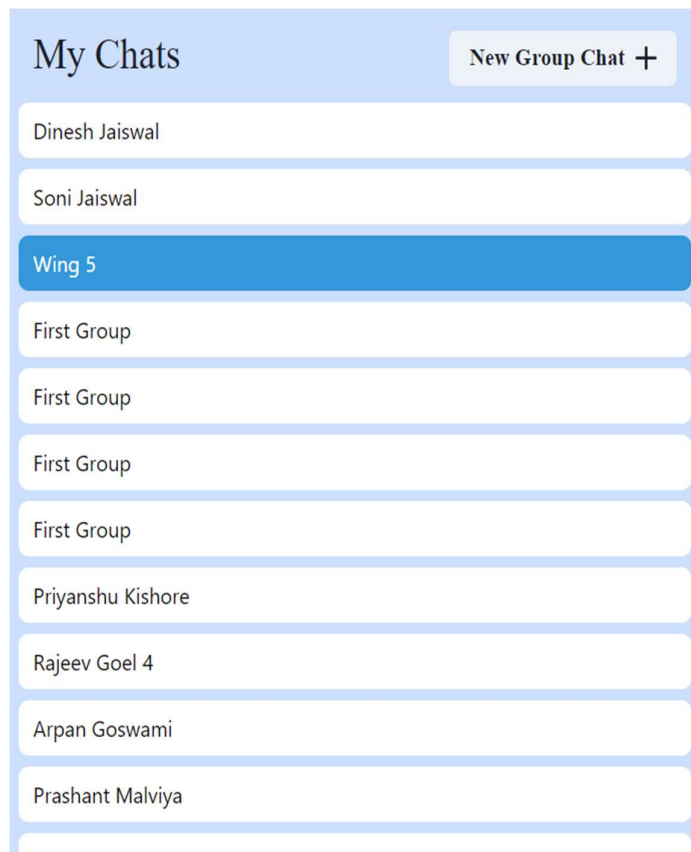 My Chats
New Group Chat +
Dinesh Jaiswal
Soni Jaiswal
Wing 5
First Group
First Group
First Group
First Group
Priyanshu Kishore
Rajeev Goel 4
Arpan Goswami
Prashant Malviya